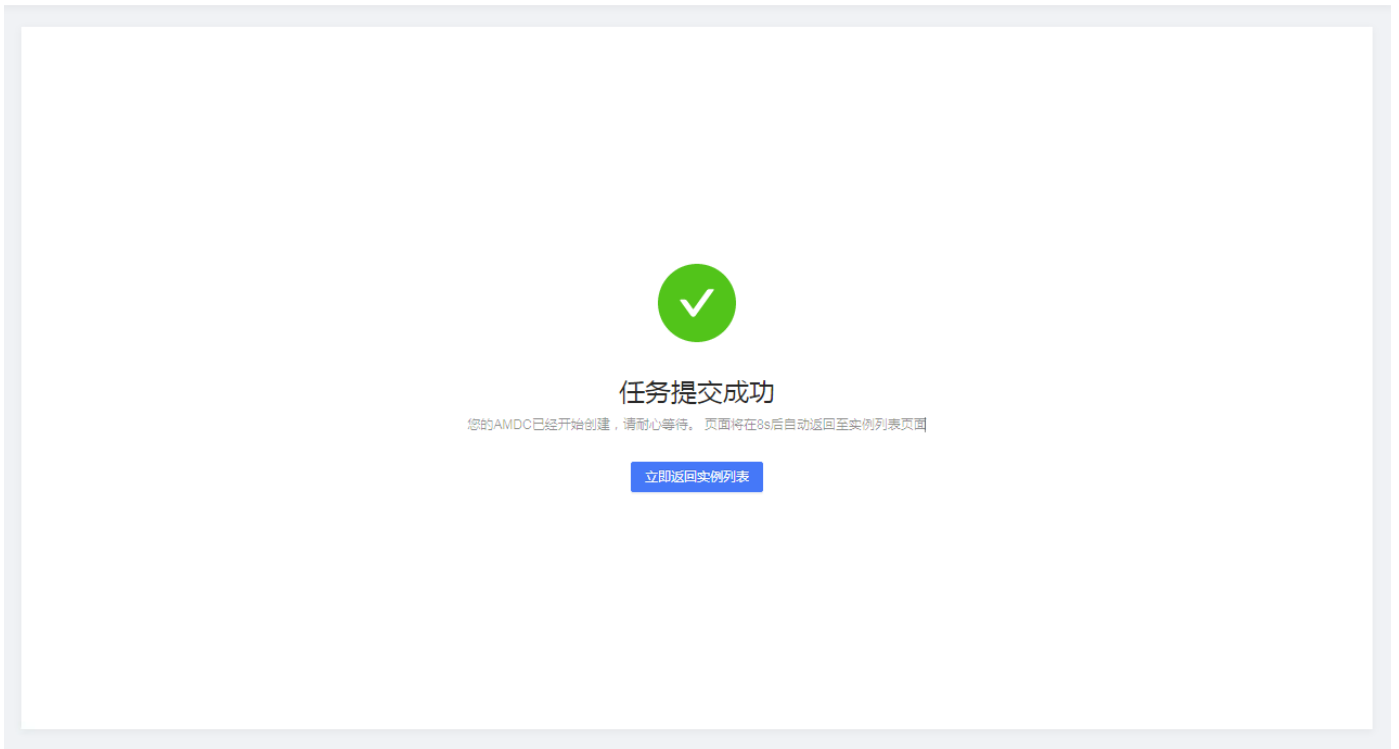 任务提交成功
您的AMDC已经开始创建，请耐心等待。 页面将在8s后自动返回至实例列表页面
立即返回实例列表